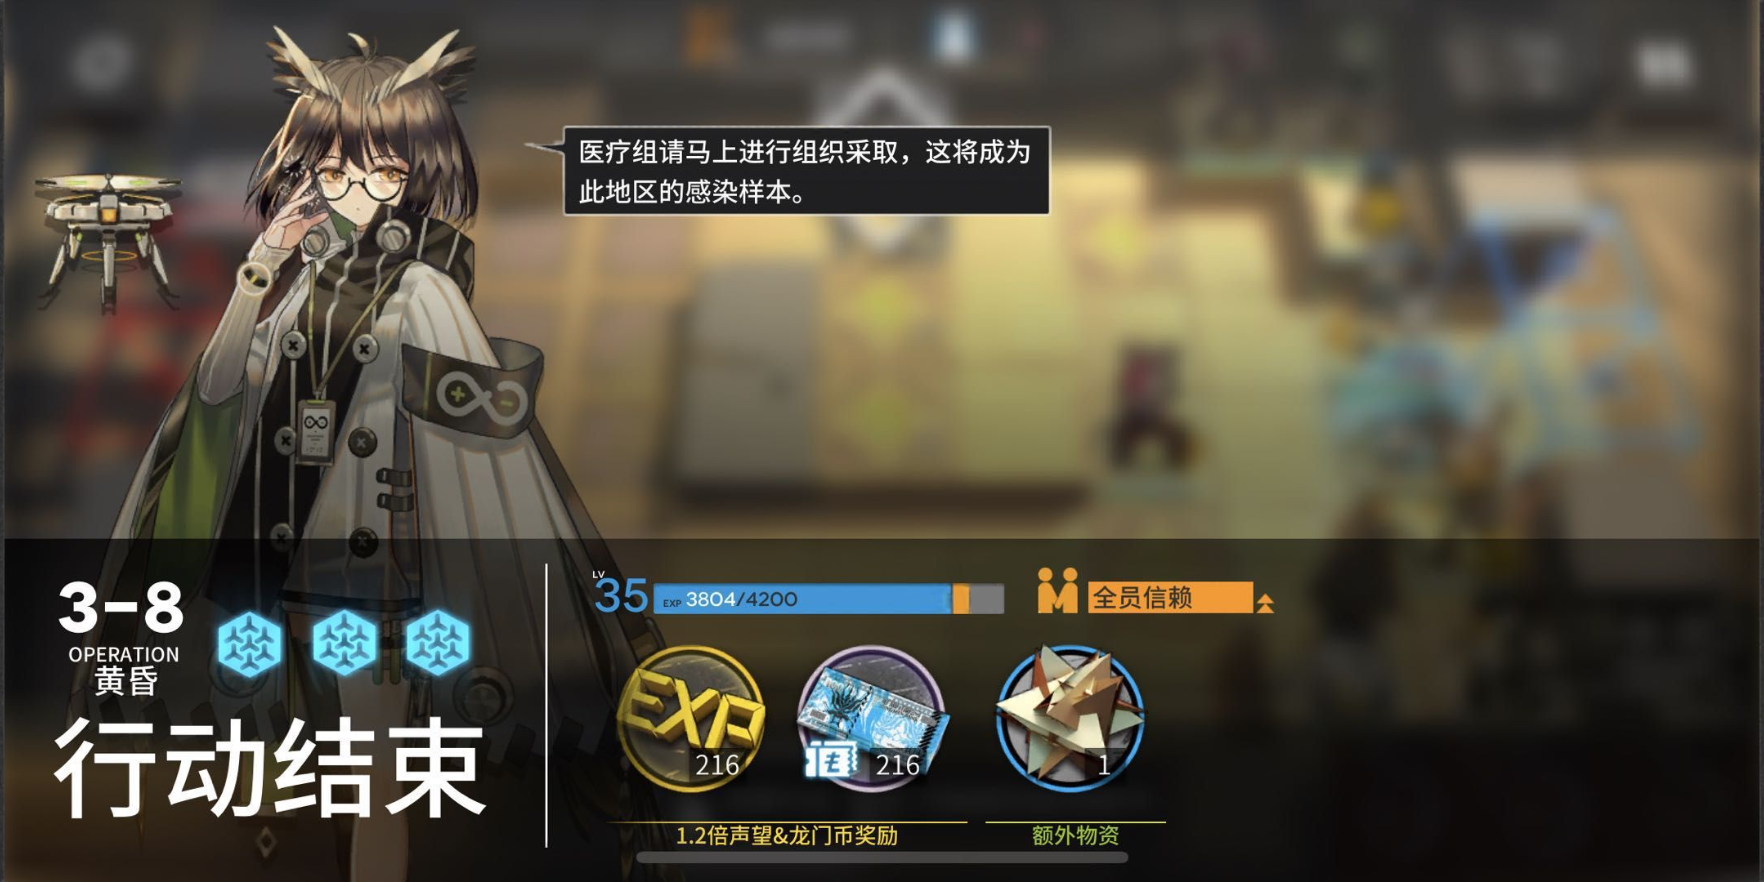 医疗组请马上进行组织采取，这将成为
此地区的感染样本。
3-8
OPERATION
黄昏
行动结束
LV
35
EXP 3804/4200
全员信赖
EXP
216
216
1
1.2倍声望&龙门币奖励
额外物资